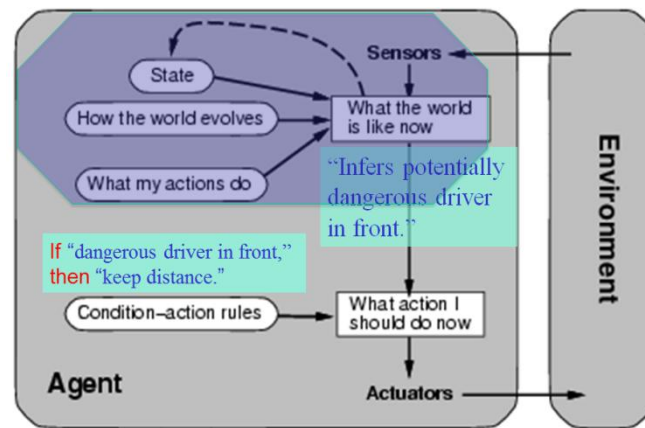 Sensors
State
How the world evolves
What the world
is like now
What my actions do
“Infers potentially
dangerous driver
in front.”
If “dangerous driver in front,”
then “keep distance.”
Condition–action rules
What action I
should do now
Agent
Actuators
Environment